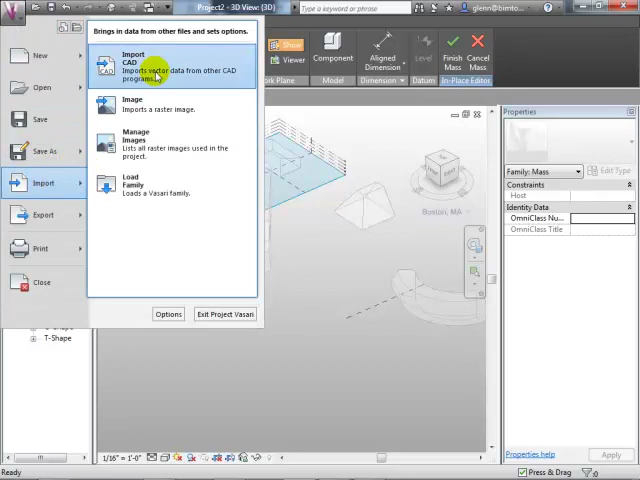 Project2 - 3D View: (3D)
Type a keyword or phrase
glenn@bimto
Brings in data from other files and sets options.
New
Open
Save
Save As
Import
Export
Print
Close
Import
CAD
Imports vector data from other CAD
programs.
Image
Imports a raster image.
Manage
Images
Lists all raster images used in the
project.
Load
Family
Loads a Vasari family.
Options
Exit Project Vasari
Show
Viewer
Component
Aligned
Dimension
Datum
Finish
Mass
Cancel
Mass
rk Plane
Model
Dimension
In-Place Editor
Boston, MA
Properties
Family: Mass
Edit Type
Constraints
Host
Identity Data
OmniClass Nu...
OmniClass Title
Properties help
Apply
T-Shape
1/16" = 1'-0"
Ready
Press & Drag
:0